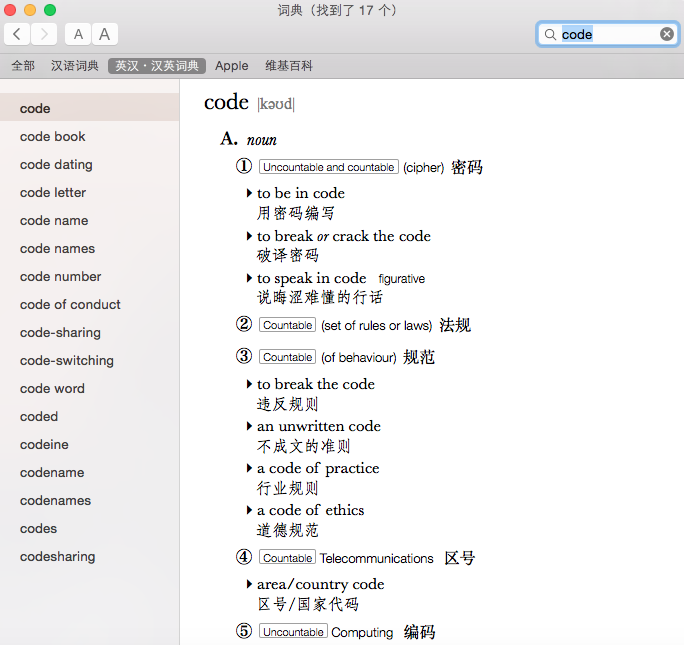 词典（找到了 17 个）
A A
code
全部 汉语词典 英汉·汉英词典 Apple 维基百科
code
code book
code dating
code letter
code name
code names
code number
code of conduct
code-sharing
code-switching
code word
coded
codeine
codename
codenames
codes
codesharing
code |kəʊd|
A. noun
① Uncountable and countable (cipher) 密码
▸ to be in code
用密码编写
▸ to break or crack the code
破译密码
▸ to speak in code figurative
说晦涩难懂的行话
② Countable (set of rules or laws) 法规
③ Countable (of behaviour) 规范
▸ to break the code
违反规则
▸ an unwritten code
不成文的准则
▸ a code of practice
行业规则
▸ a code of ethics
道德规范
④ Countable Telecommunications 区号
▸ area/country code
区号/国家代码
⑤ Uncountable Computing 编码